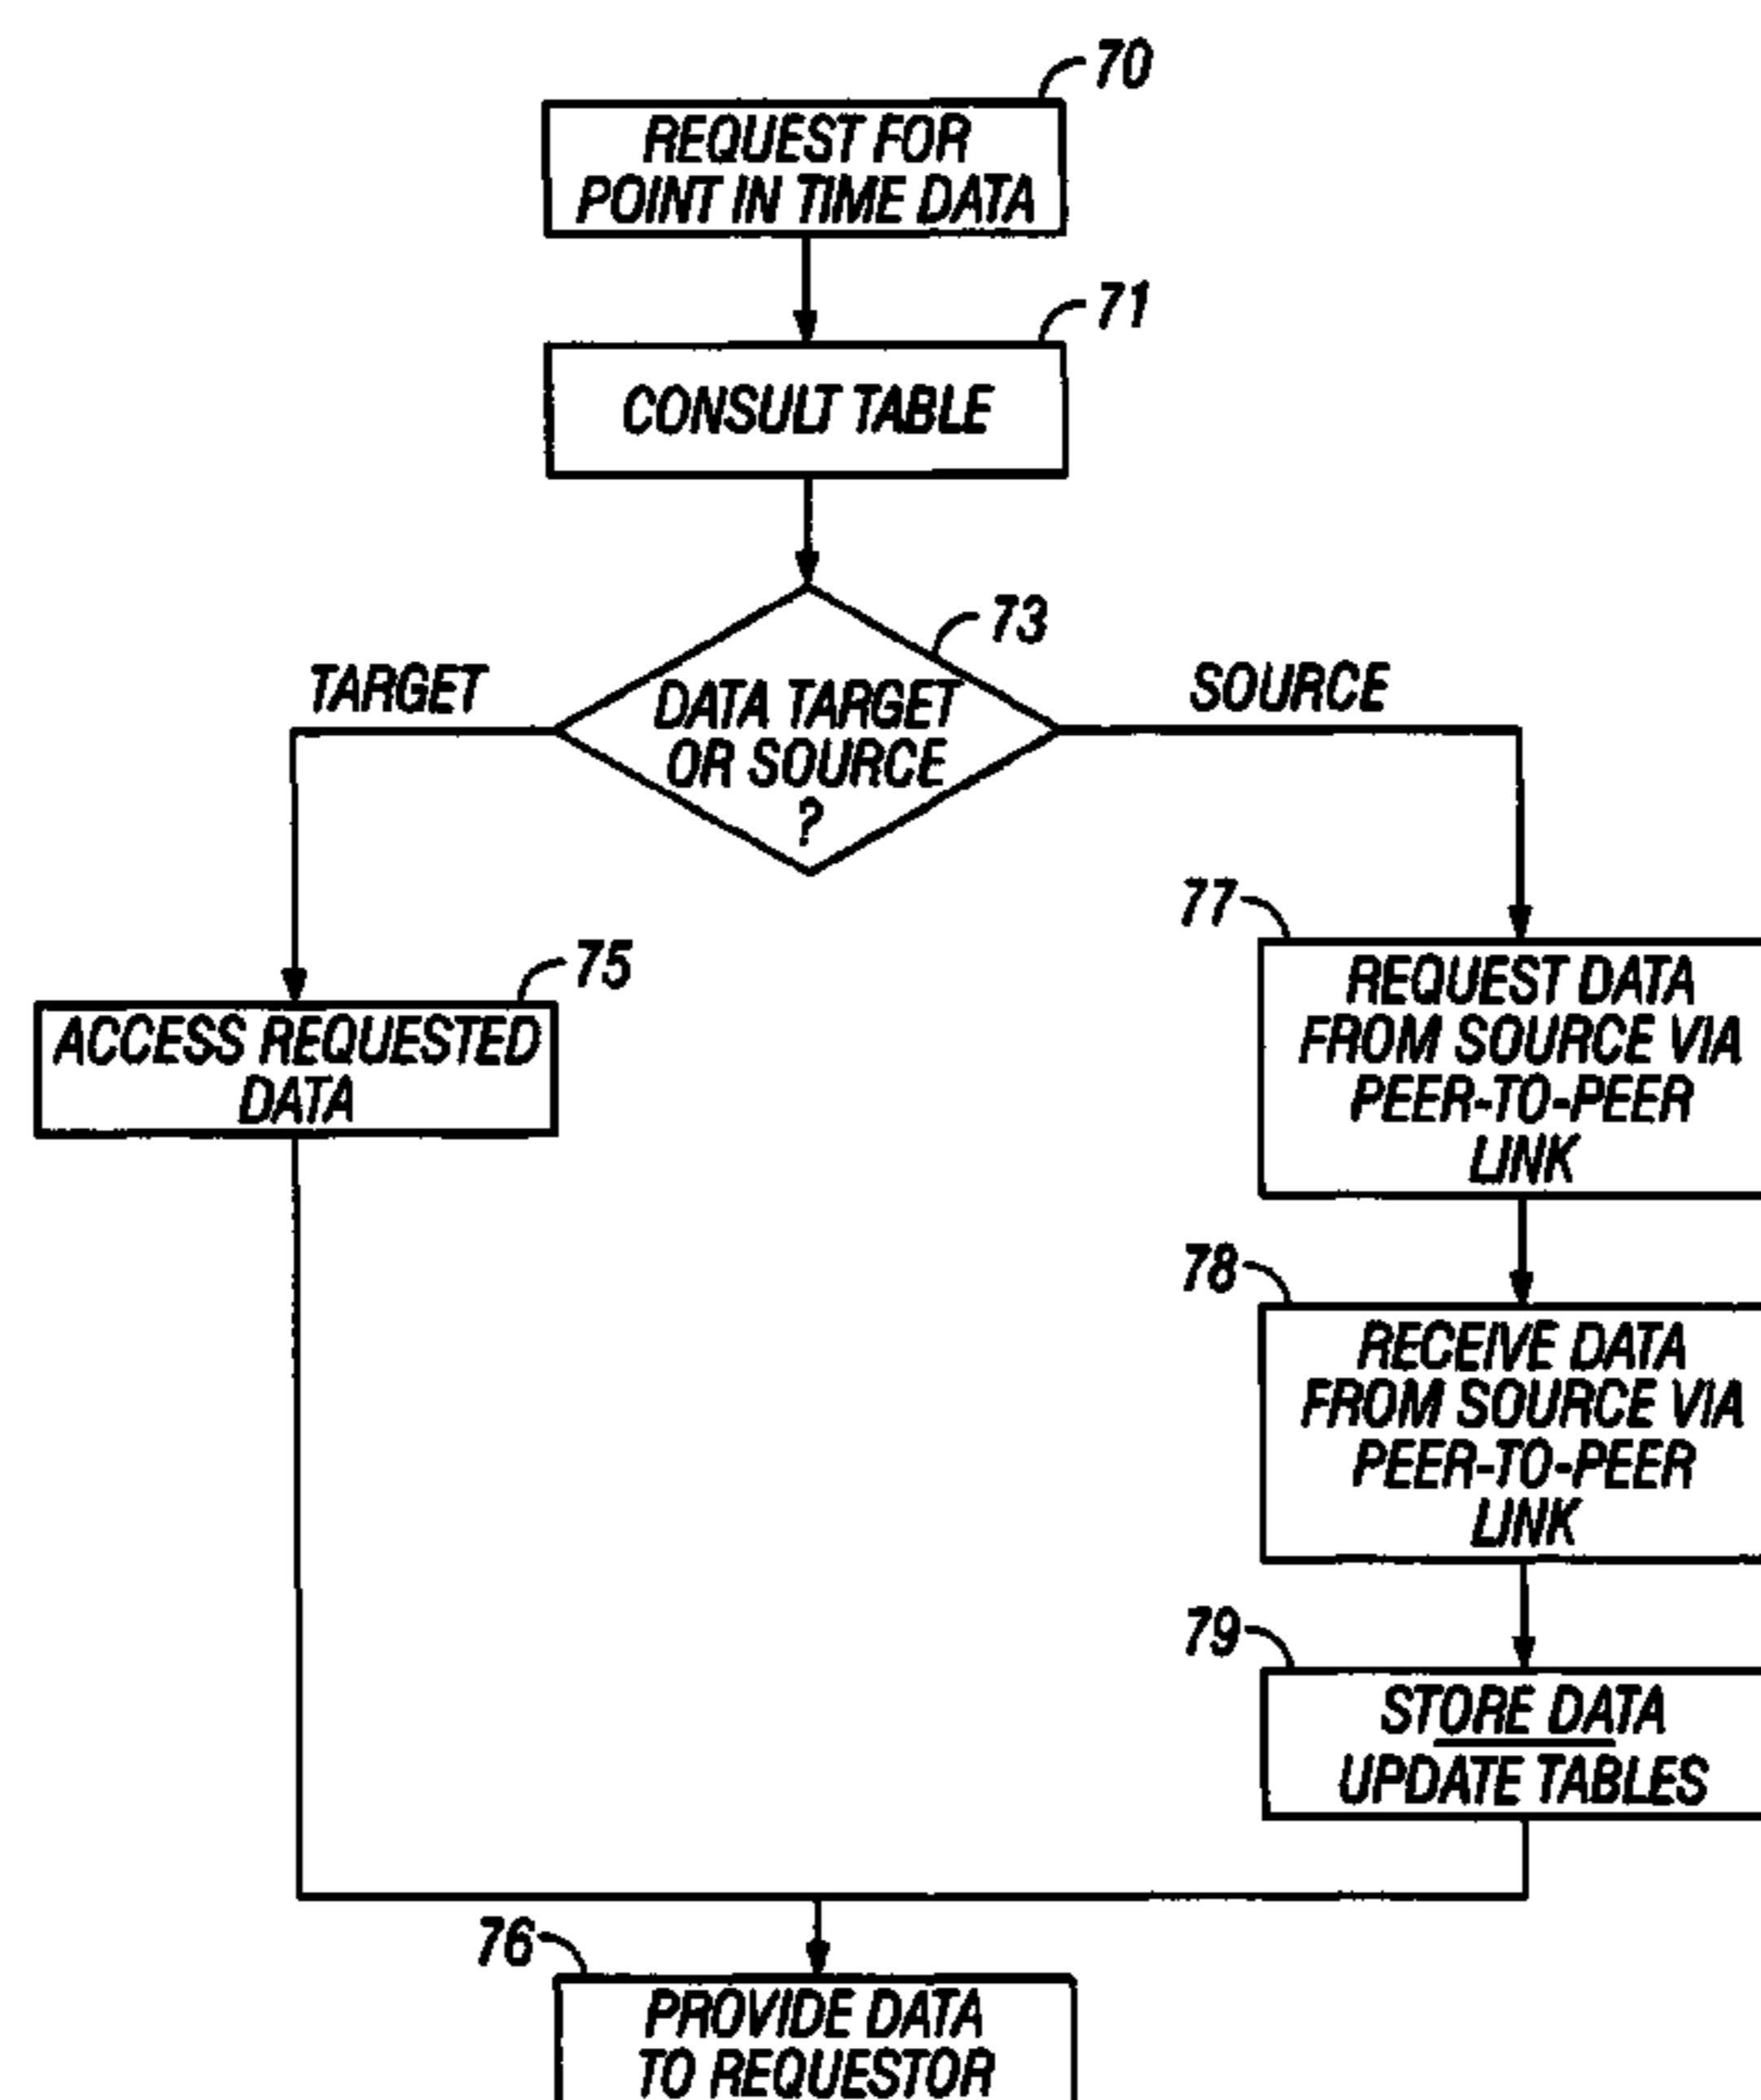 70
REQUEST FOR
POINT IN TIME DATA
71
CONSULT TABLE
73
TARGET
DATA TARGET
OR SOURCE
?
SOURCE
75
ACCESS REQUESTED
DATA
77
REQUEST DATA
FROM SOURCE VIA
PEER-TO-PEER
LINK
78
RECEIVE DATA
FROM SOURCE VIA
PEER-TO-PEER
LINK
79
STORE DATA
UPDATE TABLES
76
PROVIDE DATA
TO REQUESTOR